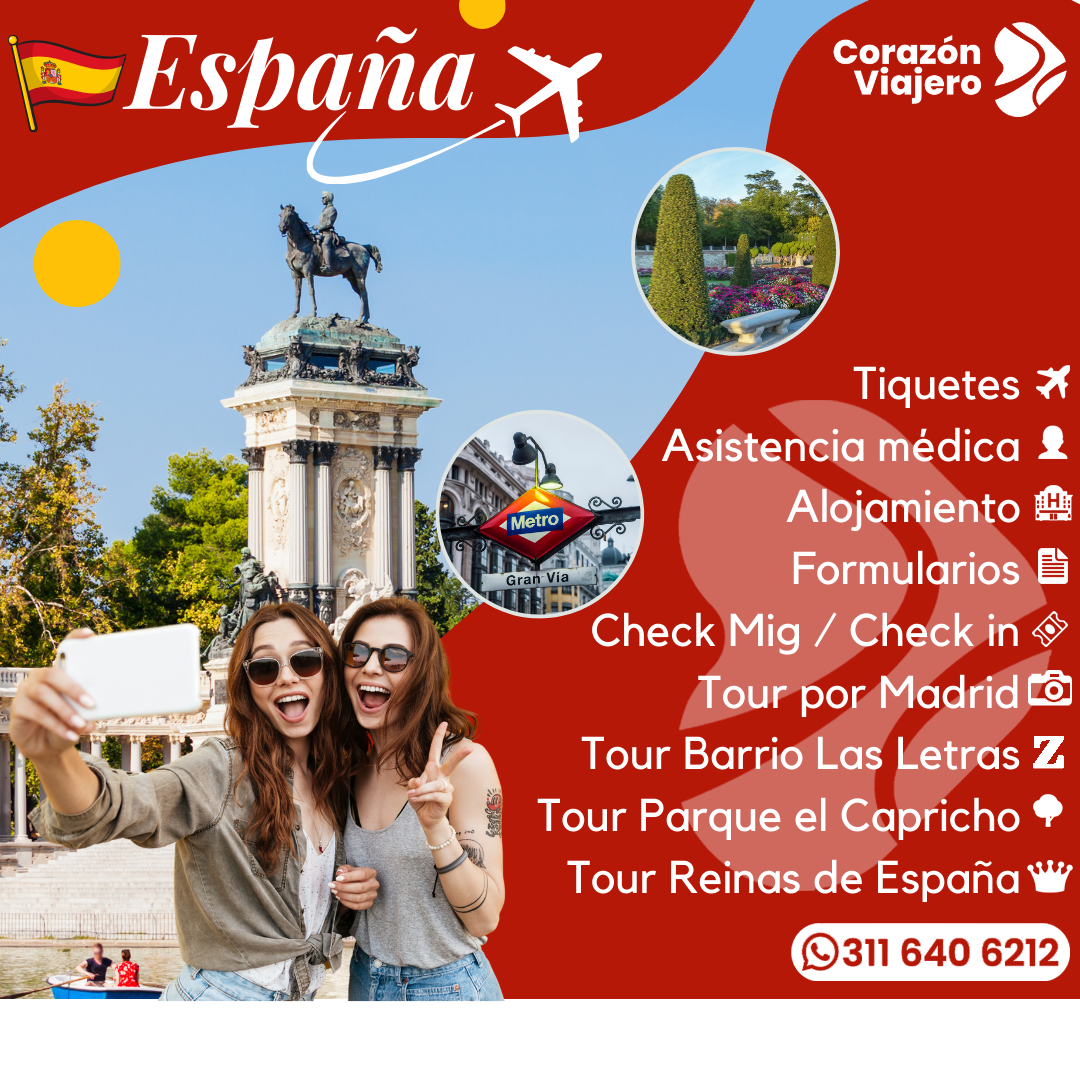 España
Corazón
Viajero
Metro
Gran Vía
Tiquetes
Asistencia médica
Alojamiento
Formularios
Check Mig / Check in
Tour por Madrid
Tour Barrio Las Letras
Z
Tour Parque el Capricho
Tour Reinas de España
311 640 6212